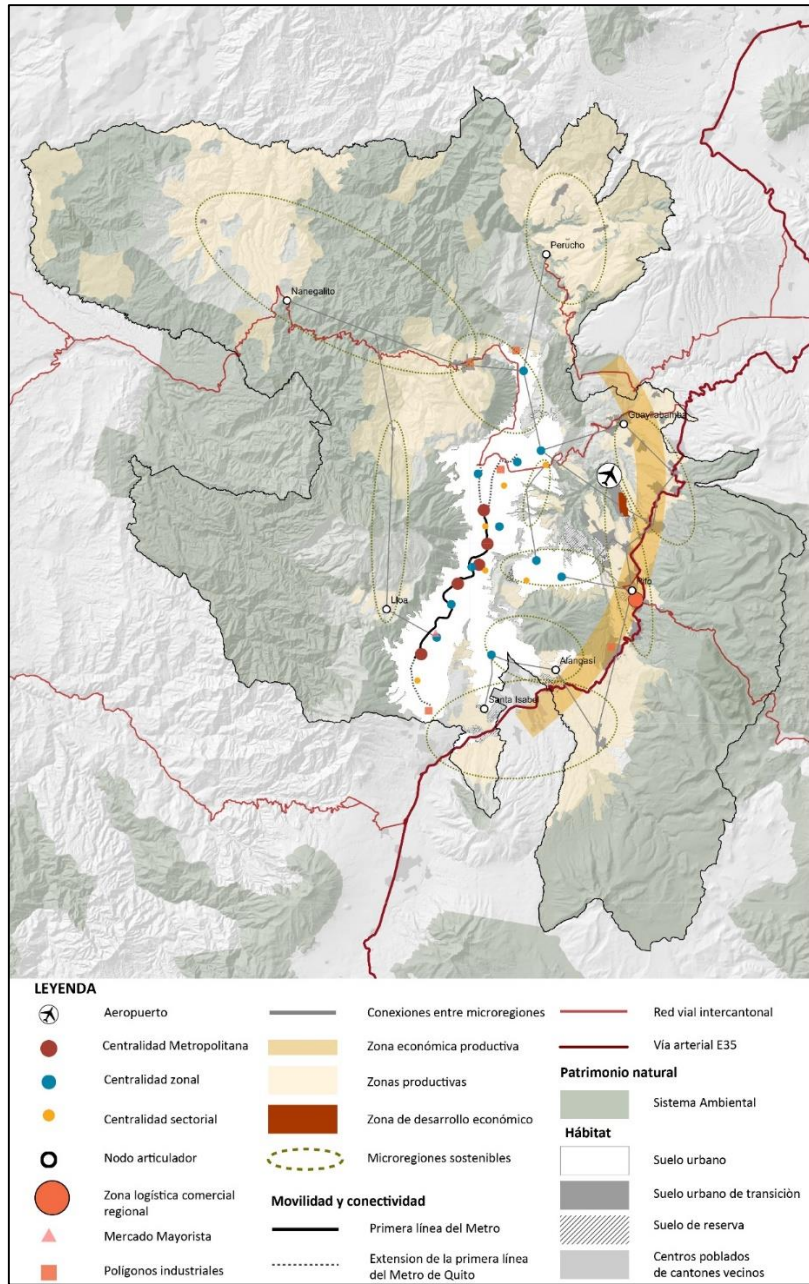 Perucho
Nanegalito
Guayllabamba
Pifo
Lloa
Alangasí
Santa Isabel
LEYENDA
Aeropuerto
Centralidad Metropolitana
Centralidad zonal
Centralidad sectorial
Nodo articulador
Zona logística comercial
regional
Mercado Mayorista
Polígonos industriales
Conexiones entre microregiones
Zona económica productiva
Zonas productivas
Zona de desarrollo económico
Microregiones sostenibles
Movilidad y conectividad
Primera línea del Metro
Extension de la primera línea
del Metro de Quito
Red vial intercantonal
Vía arterial E35
Patrimonio natural
Sistema Ambiental
Hábitat
Suelo urbano
Suelo urbano de transiciòn
Suelo de reserva
Centros poblados
de cantones vecinos